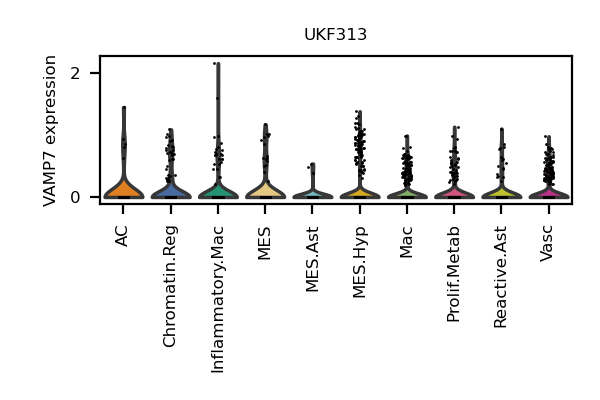 UKF313
VAMP7 expression
2
0
AC
Chromatin.Reg
Inflammatory.Mac
MES
MES.Ast
MES.Hyp
Mac
Prolif.Metab
Reactive.Ast
Vasc